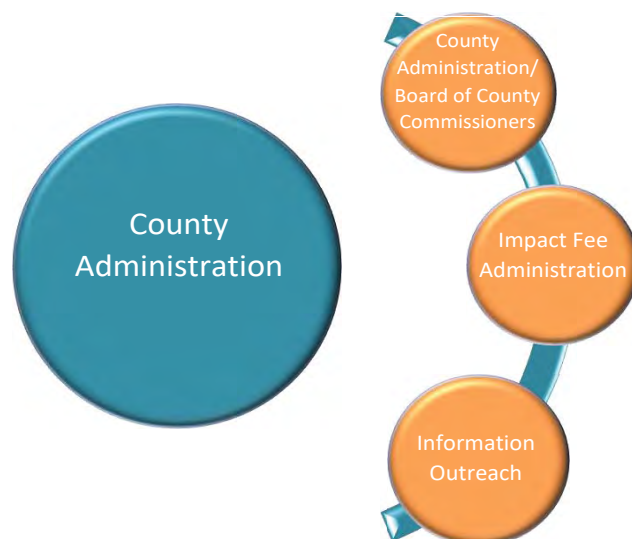 County
Administration
County
Administration/
Board of County
Commissioners
Impact Fee
Administration
Information
Outreach